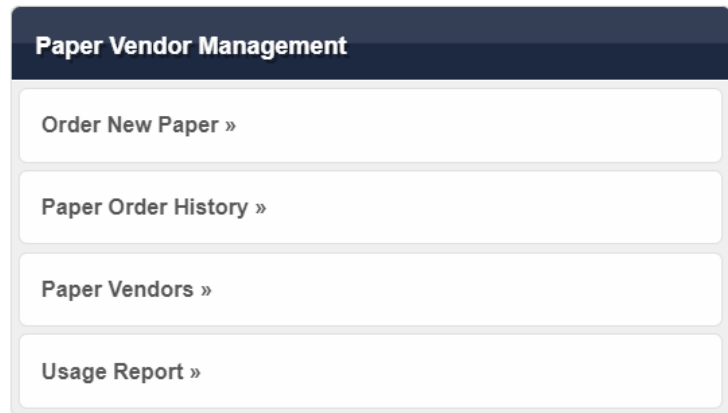 Paper Vendor Management
Order New Paper »
Paper Order History »
Paper Vendors »
Usage Report »